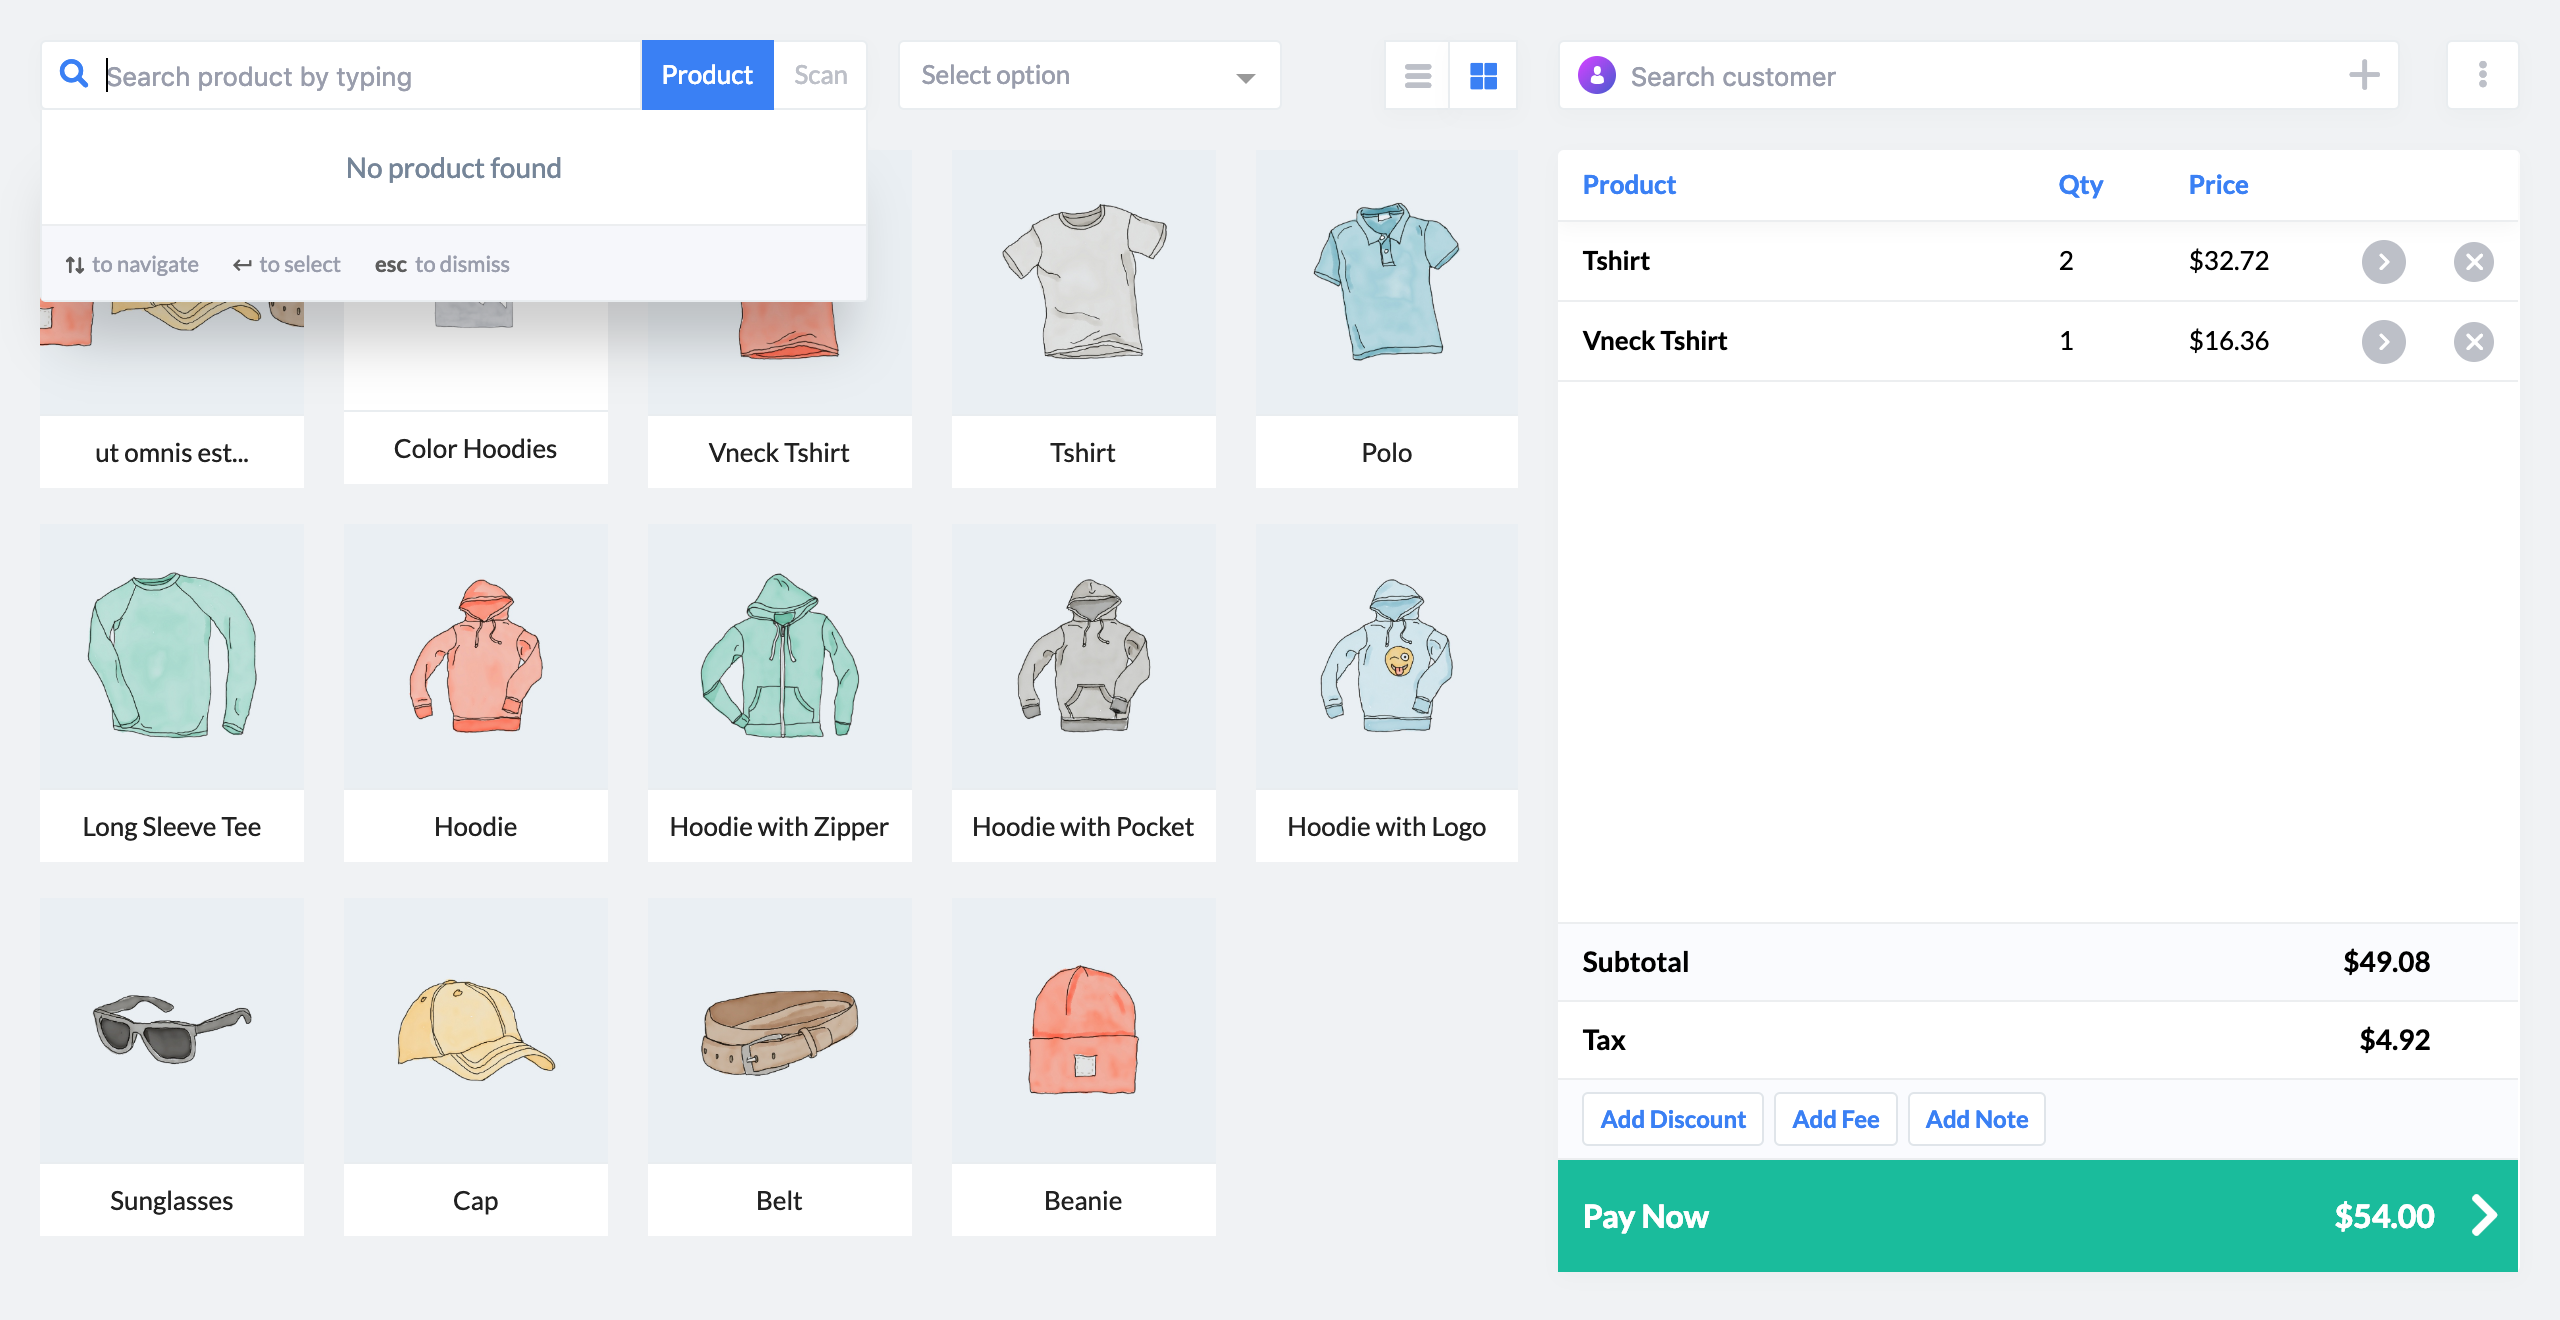 Search product by typing
Product
Scan
Select option
Search customer
No product found
to navigate
to select
esc to dismiss
ut omnis est...
Color Hoodies
Vneck Tshirt
Tshirt
Polo
Long Sleeve Tee
Hoodie
Hoodie with Zipper
Hoodie with Pocket
Hoodie with Logo
Sunglasses
Cap
Belt
Beanie
Product Qty Price
Tshirt 2 $32.72
Vneck Tshirt 1 $16.36
Subtotal $49.08
Tax $4.92
Add Discount
Add Fee
Add Note
Pay Now $54.00